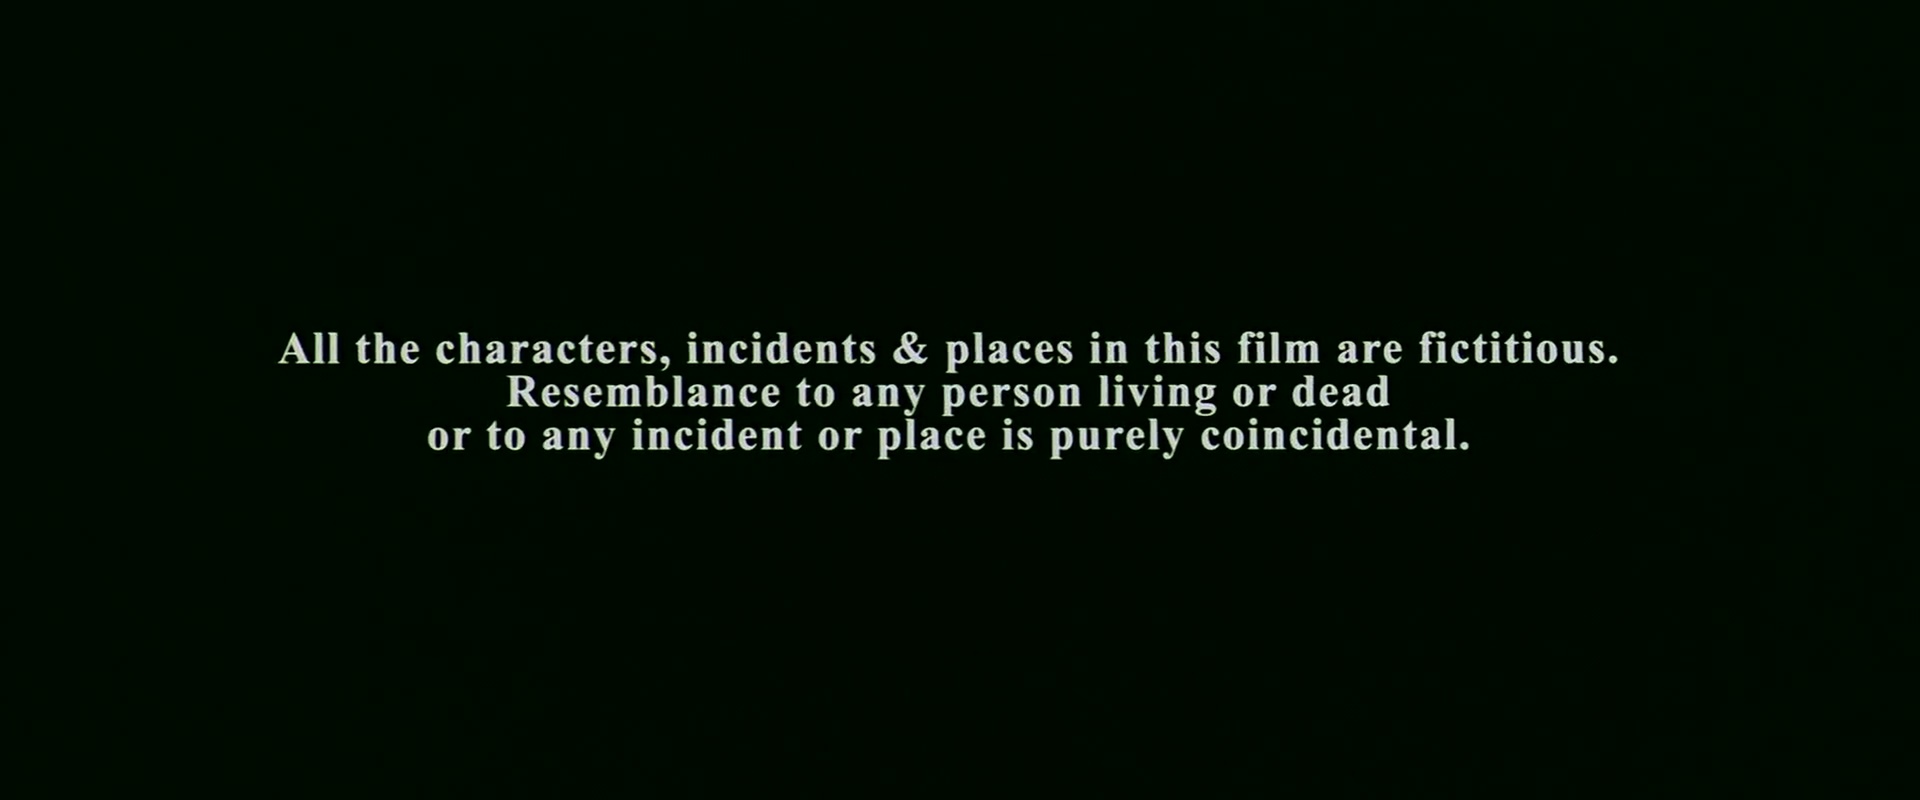 All the characters, incidents & places in this film are fictitious.
Resemblance to any person living or dead
or to any incident or place is purely coincidental.